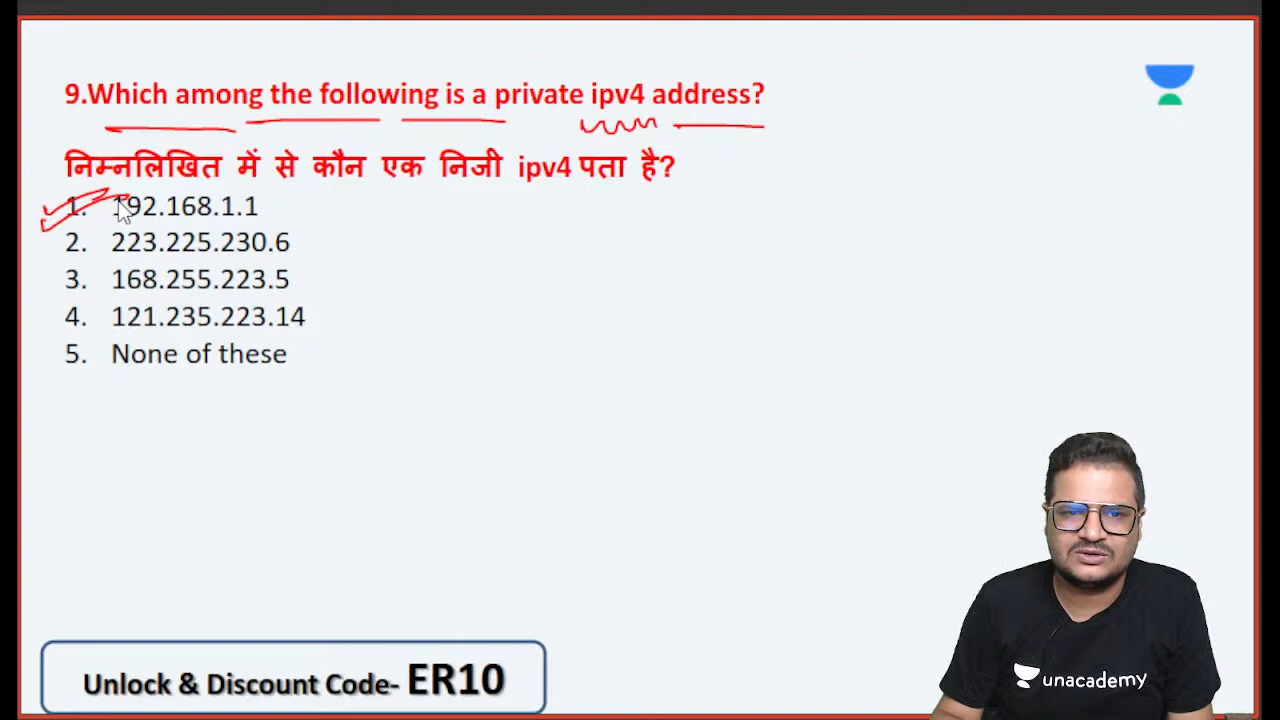 9.Which among the following is a private ipv4 address?
निम्नलिखित में से कौन एक निजी ipv4 पता है?
1. 192.168.1.1
2. 223.225.230.6
3. 168.255.223.5
4. 121.235.223.14
5. None of these
unacademy
Unlock & Discount Code- ER10